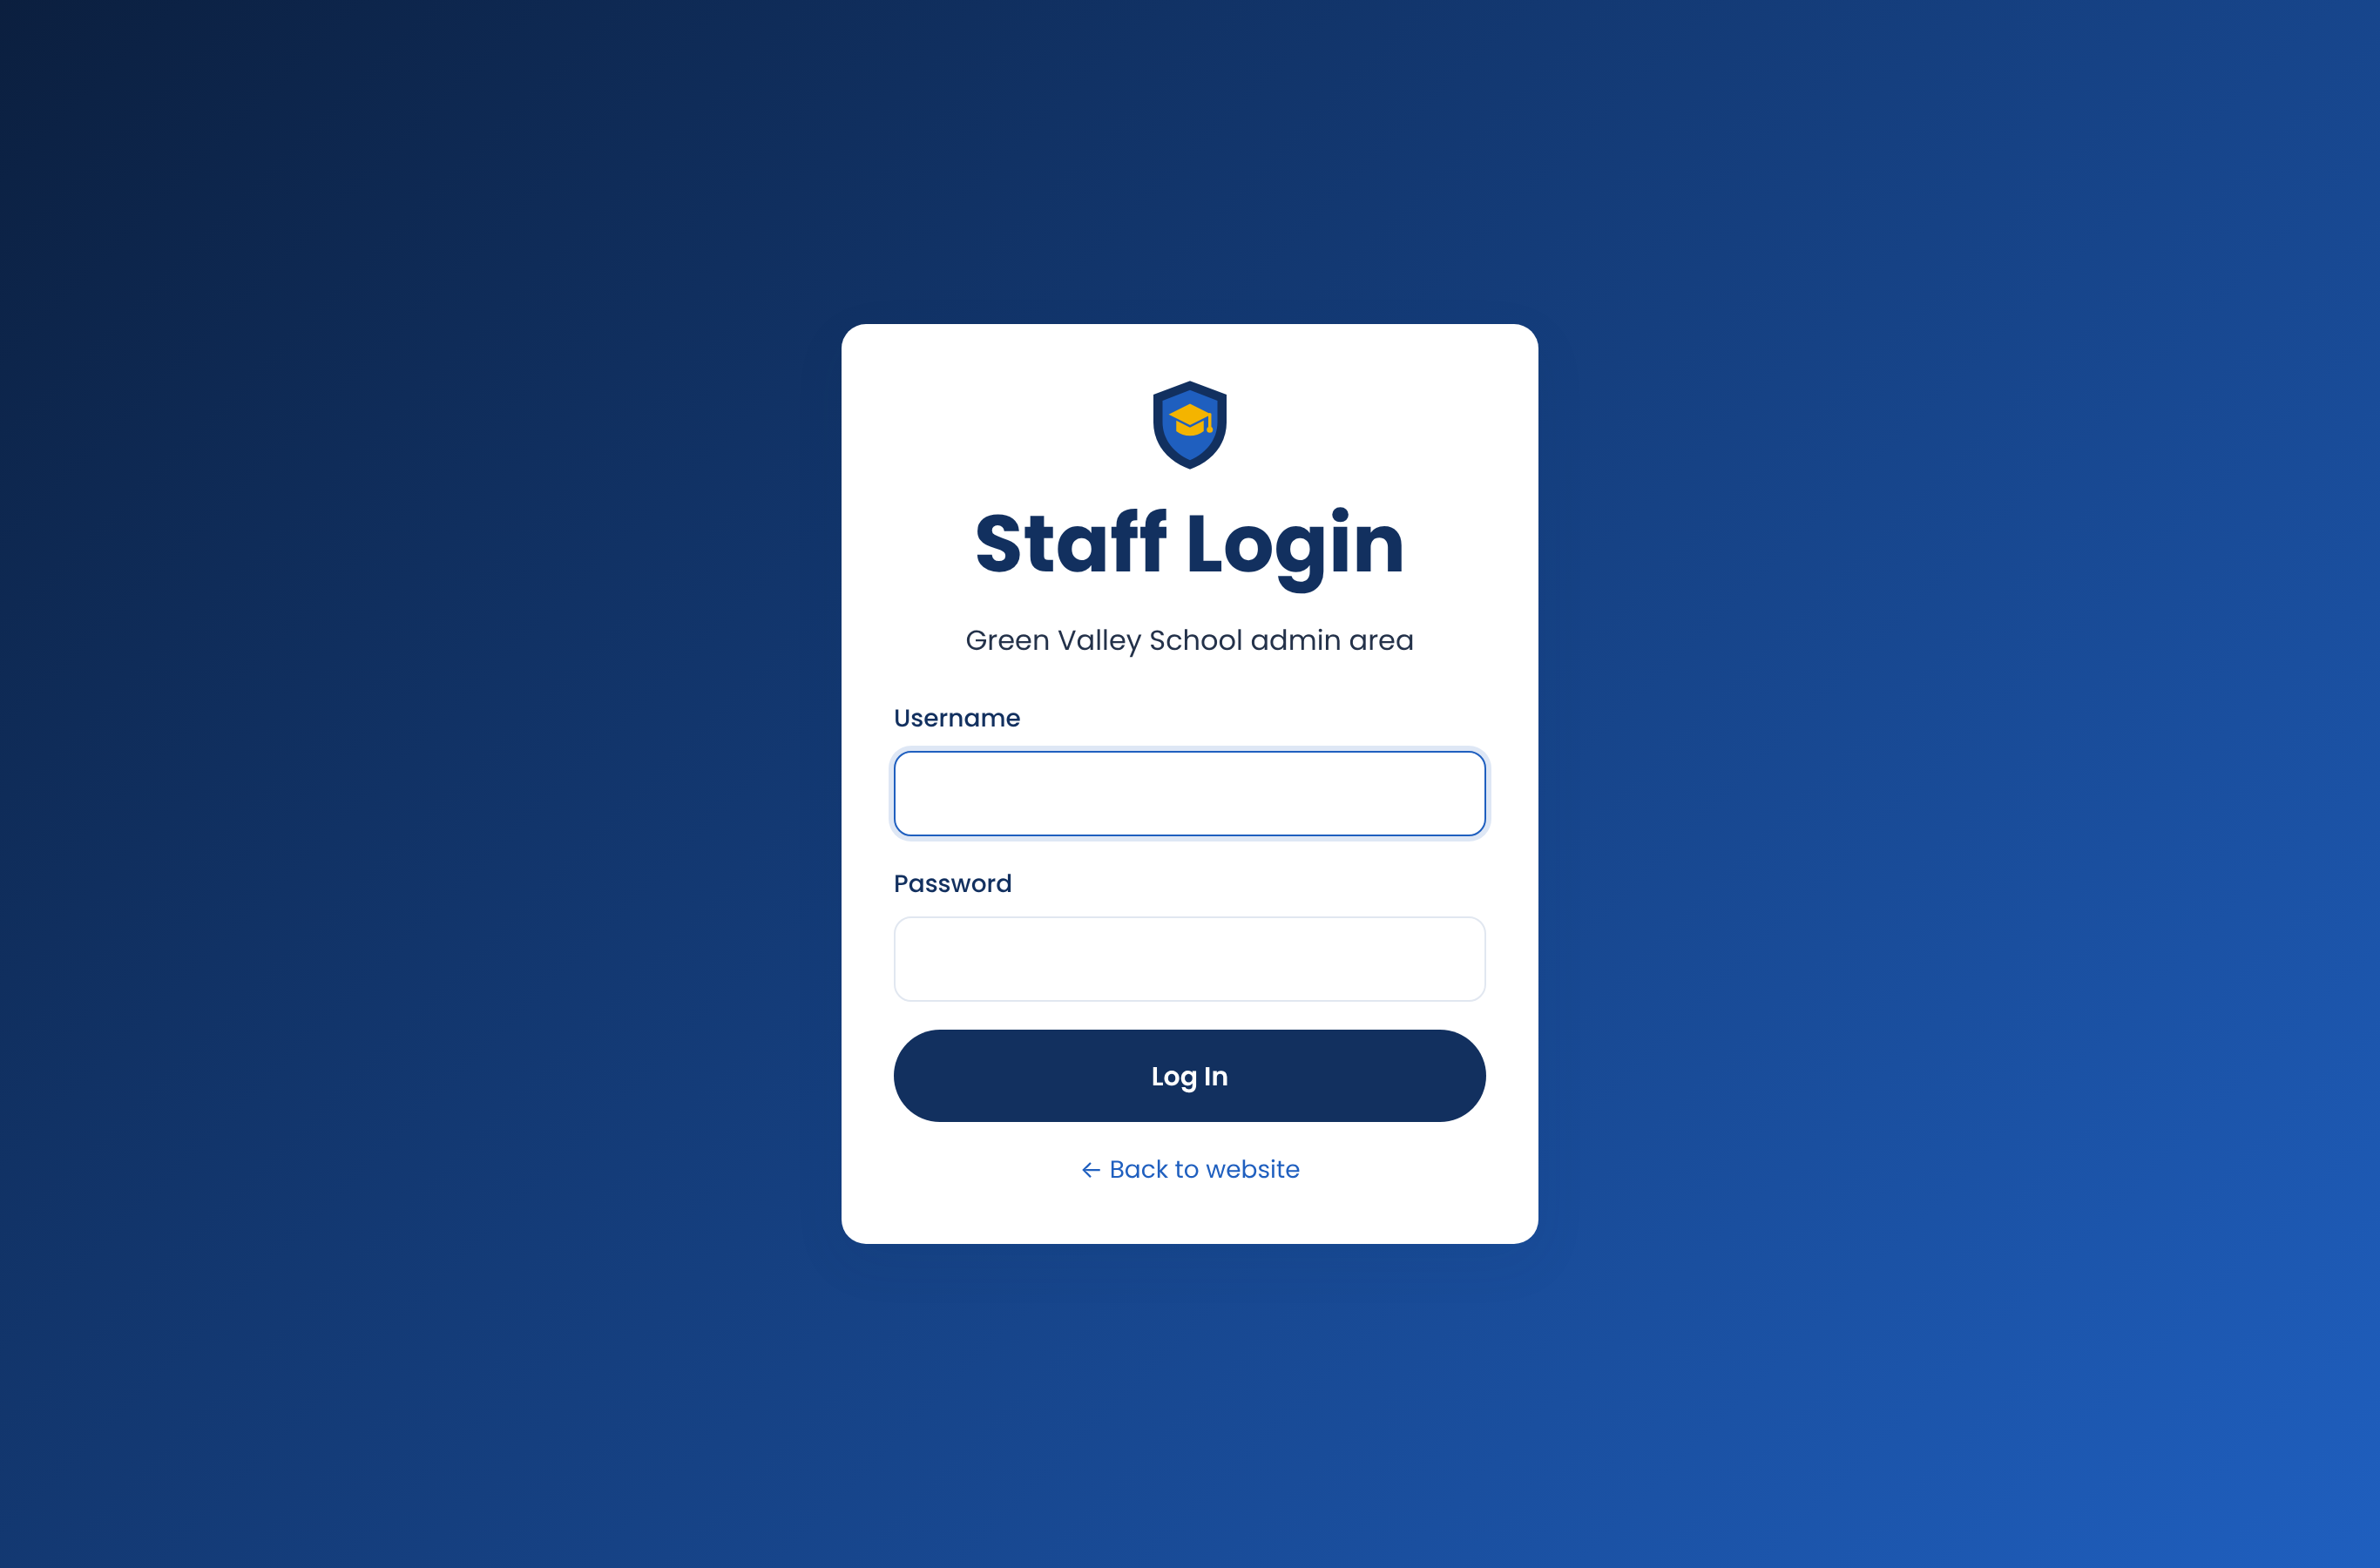 Staff Login
Green Valley School admin area
Username
Password
Log In
← Back to website